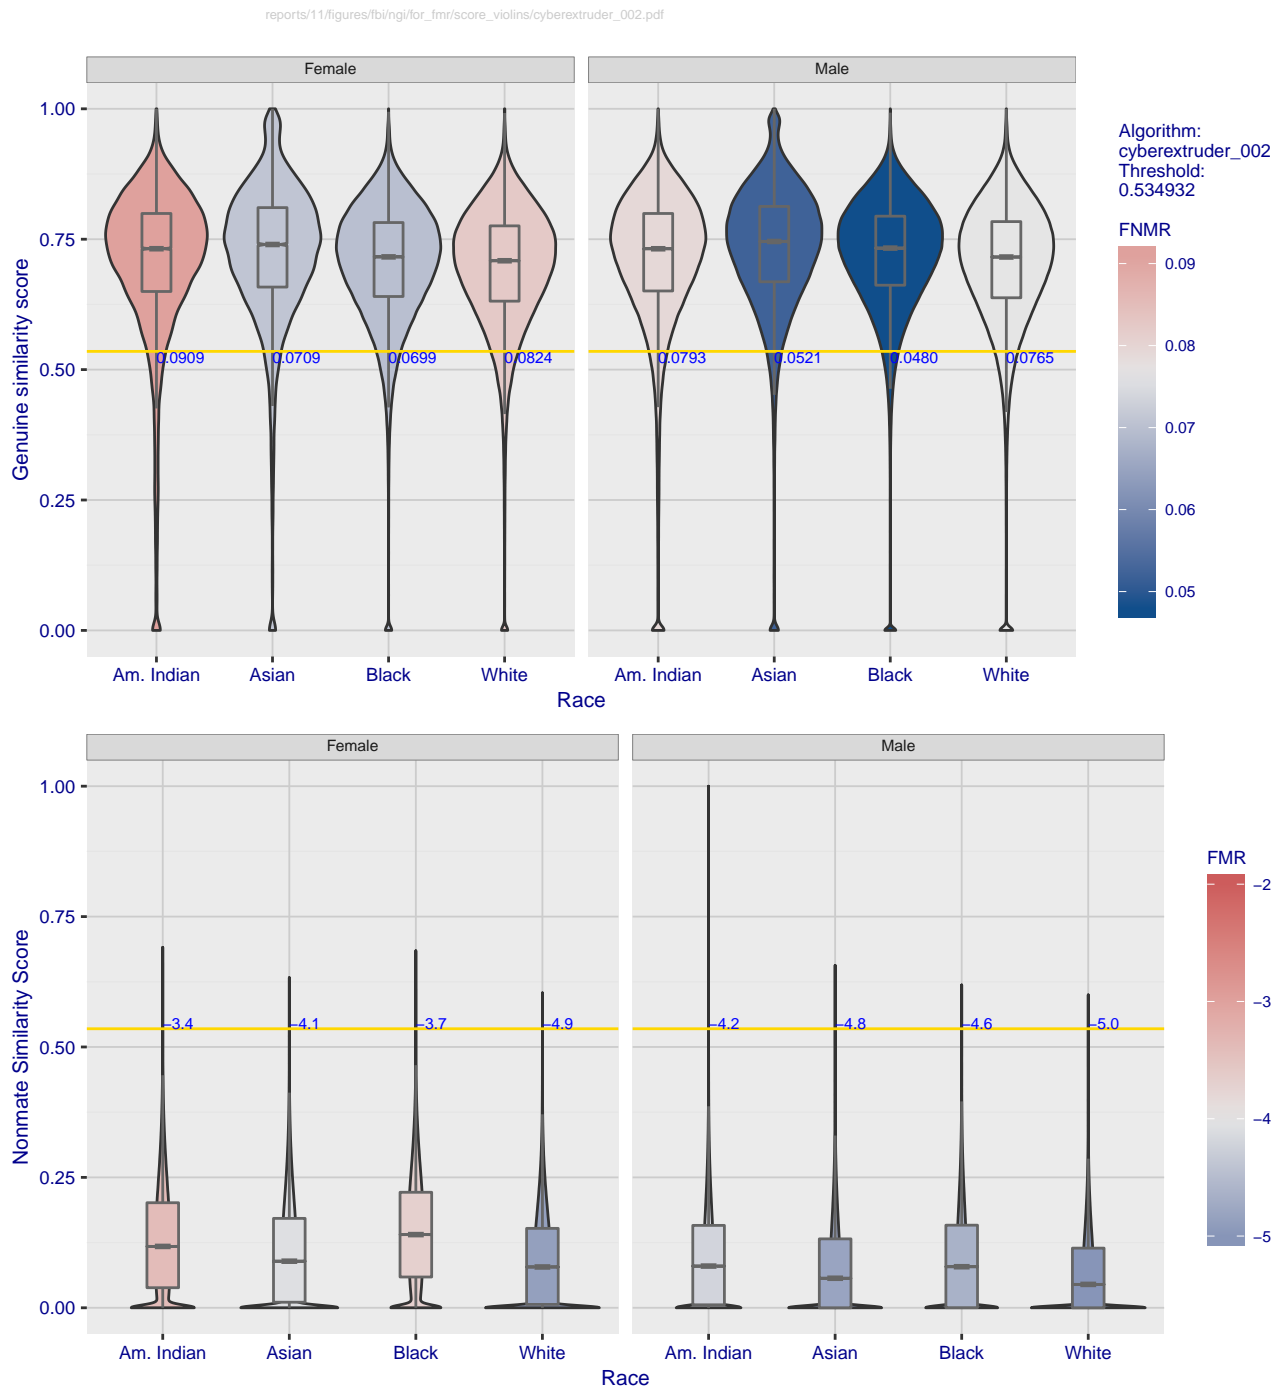 reports/11/figures/fbi/ngi/for_fmr/score_violins/cyberextruder_002.pdf
Female
Male
1.00
0.75
0.50
0.25
0.00
Genuine similarity score
0.0909
0.0709
0.0699
0.0824
0.0793
0.0521
0.0480
0.0765
Am. Indian
Asian
Black
White
Am. Indian
Asian
Black
White
Race
Algorithm:
cyberextruder_002
Threshold:
0.534932
FNMR
0.09
0.08
0.07
0.06
0.05
Female
Male
1.00
0.75
0.50
0.25
0.00
Nonmate Similarity Score
−3.4
−4.1
−3.7
−4.9
−4.2
−4.8
−4.6
−5.0
Am. Indian
Asian
Black
White
Am. Indian
Asian
Black
White
Race
FMR
−2
−3
−4
−5